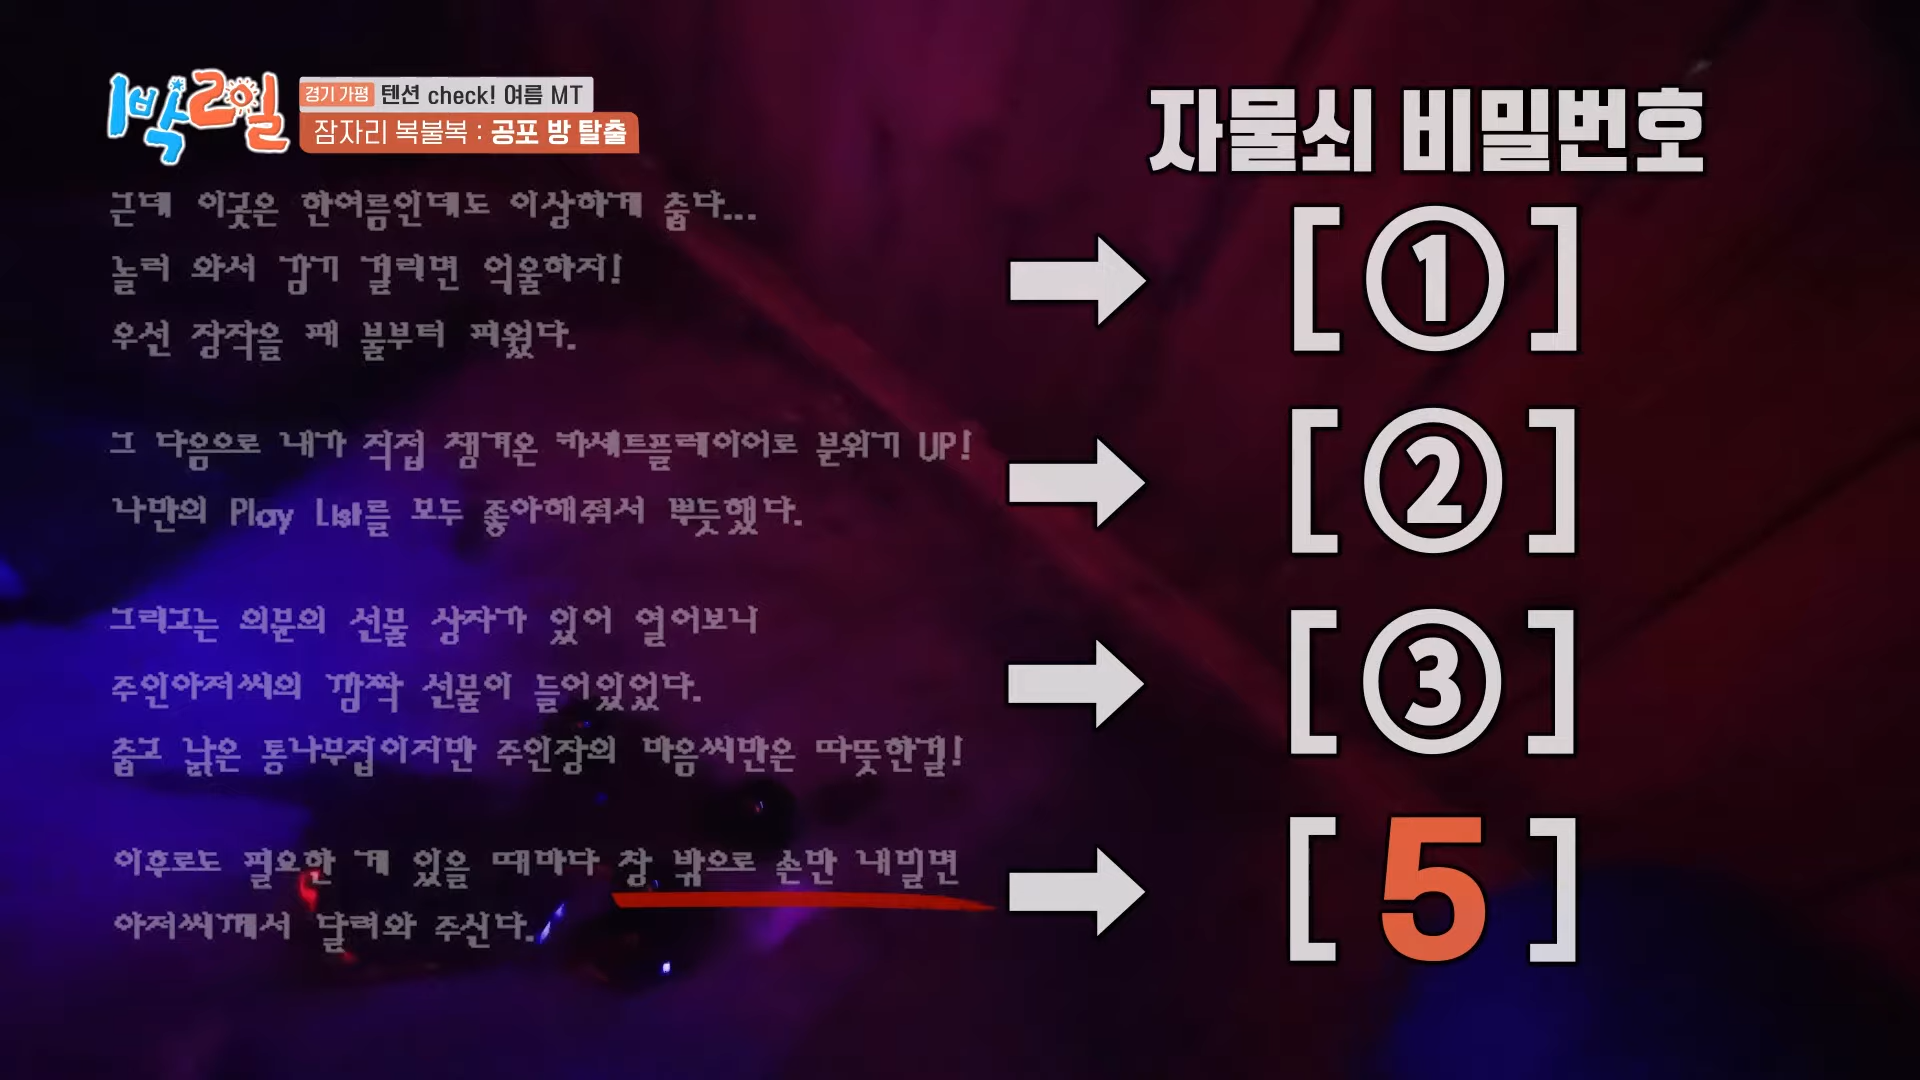 1박2일
경기 가평 텐션 check! 여름 MT
잠자리 복불복 : 공포 방 탈출
자물쇠 비밀번호
근데 이곳은 한여름인데도 이상하게 춥다...
놀러 와서 감기 걸리면 억울하지!
우선 장작을 패 불부터 피웠다.
[ ① ]
그 다음으로 내가 직접 챙겨온 카세트플레이어로 분위기 UP!
나만의 Play List를 모두 좋아해줘서 뿌듯했다.
[ ② ]
그리고는 의문의 선물 상자가 있어 열어보니
주인아저씨의 깜짝 선물이 들어있었다.
춥고 낡은 통나무집이지만 주인장의 마음씨만은 따뜻한걸!
[ ③ ]
이후로도 필요한 게 있을 때마다 창 밖으로 손만 내밀면
아저씨께서 달려와 주신다.
[ 5 ]